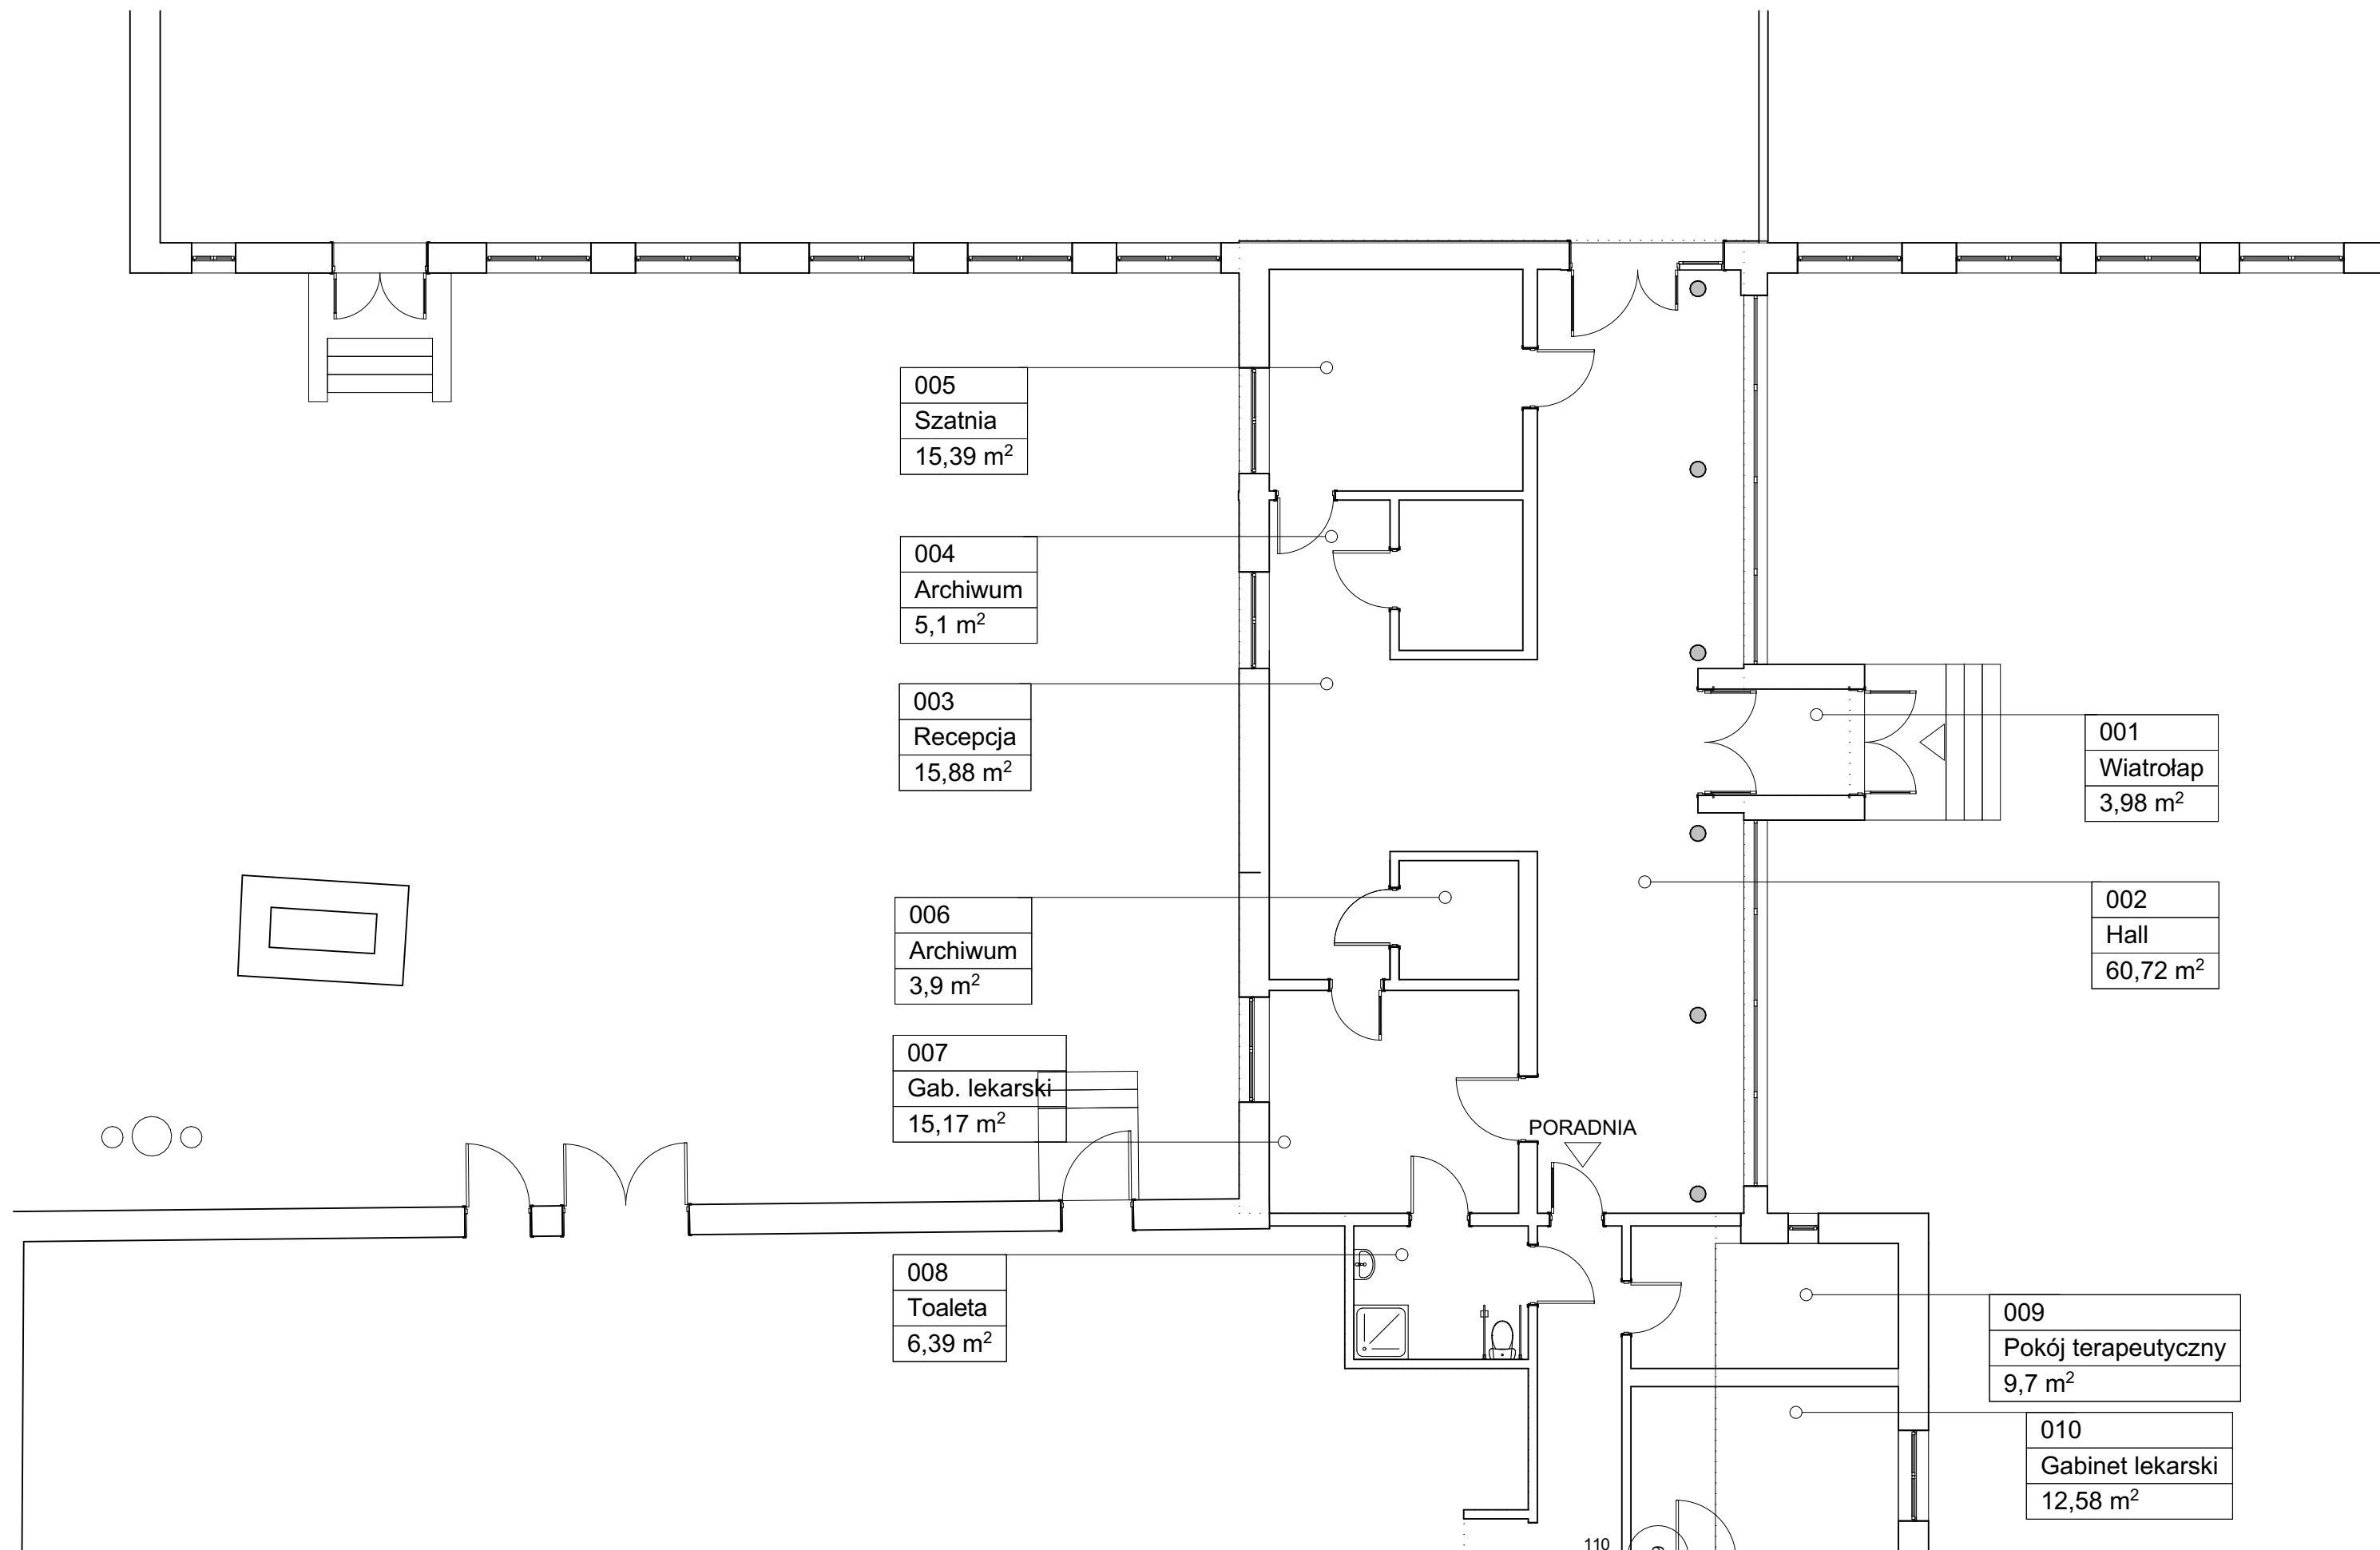 005
Szatnia
15,39 m²
004
Archiwum
5,1 m²
003
Recepcja
15,88 m²
001
Wiatrołap
3,98 m²
002
Hall
60,72 m²
006
Archiwum
3,9 m²
007
Gab. lekarski
15,17 m²
PORADNIA
008
Toaleta
6,39 m²
009
Pokój terapeutyczny
9,7 m²
010
Gabinet lekarski
12,58 m²
110